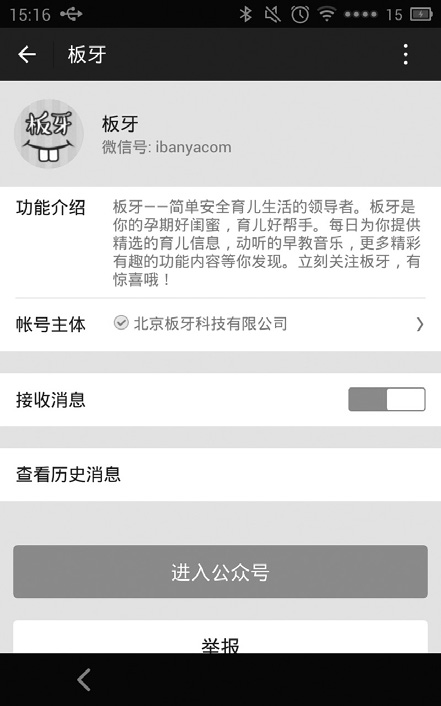 15:16
15
板牙
板牙
板牙
微信号: ibanyacom
功能介绍
板牙——简单安全育儿生活的领导者。板牙是
你的孕期好闺蜜，育儿好帮手。每日为你提供
精选的育儿信息，动听的早教音乐，更多精彩
有趣的功能内容等你发现。立刻关注板牙，有
惊喜哦！
帐号主体
北京板牙科技有限公司
接收消息
查看历史消息
进入公众号
举报